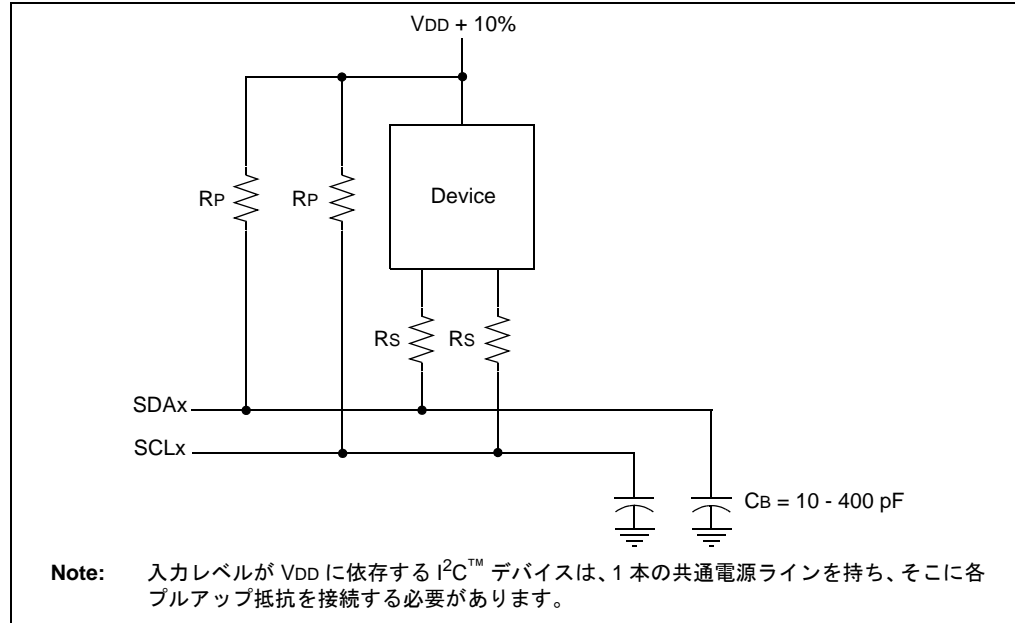 VDD + 10%
RP
RP
Device
RS
RS
SDAx
SCLx
CB = 10 - 400 pF
Note: 入力レベルが VDD に依存する I²C™ デバイスは、1 本の共通電源ラインを持ち、そこに各
プルアップ抵抗を接続する必要があります。